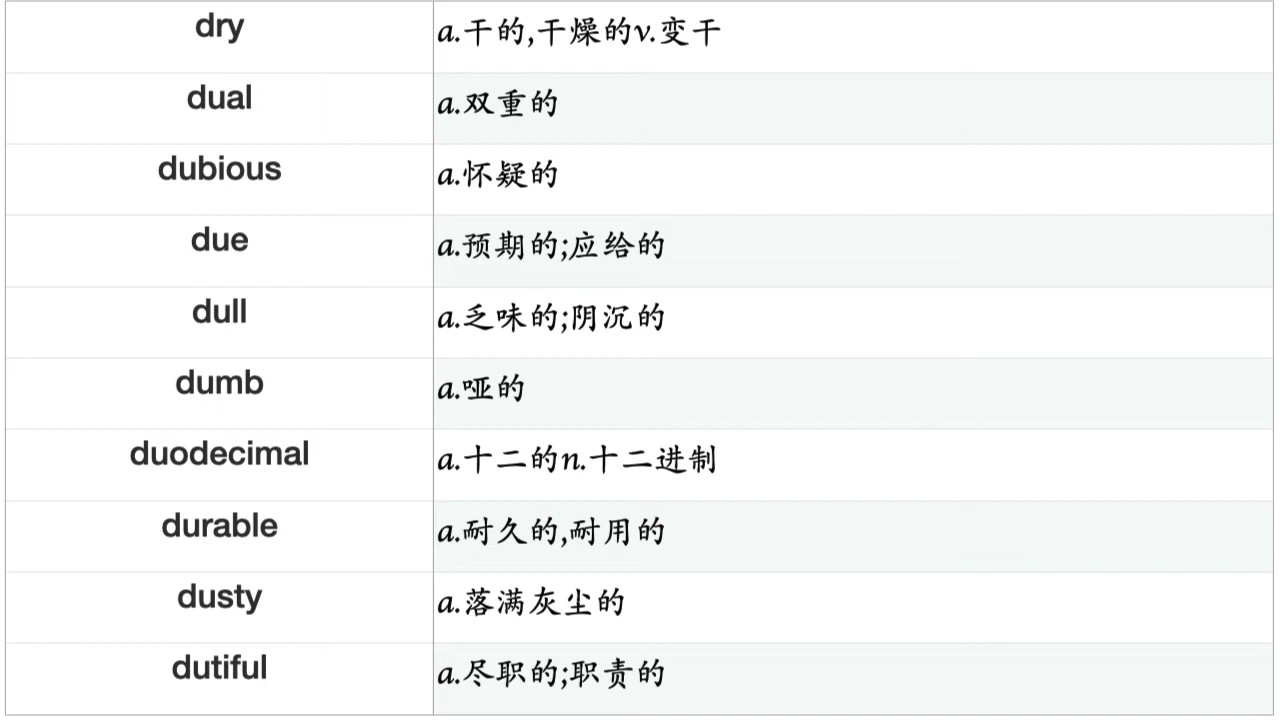 dry a.干的,干燥的v.变干
dual a.双重的
dubious a.怀疑的
due a.预期的;应给的
dull a.乏味的;阴沉的
dumb a.哑的
duodecimal a.十二的n.十二进制
durable a.耐久的,耐用的
dusty a.落满灰尘的
dutiful a.尽职的;职责的